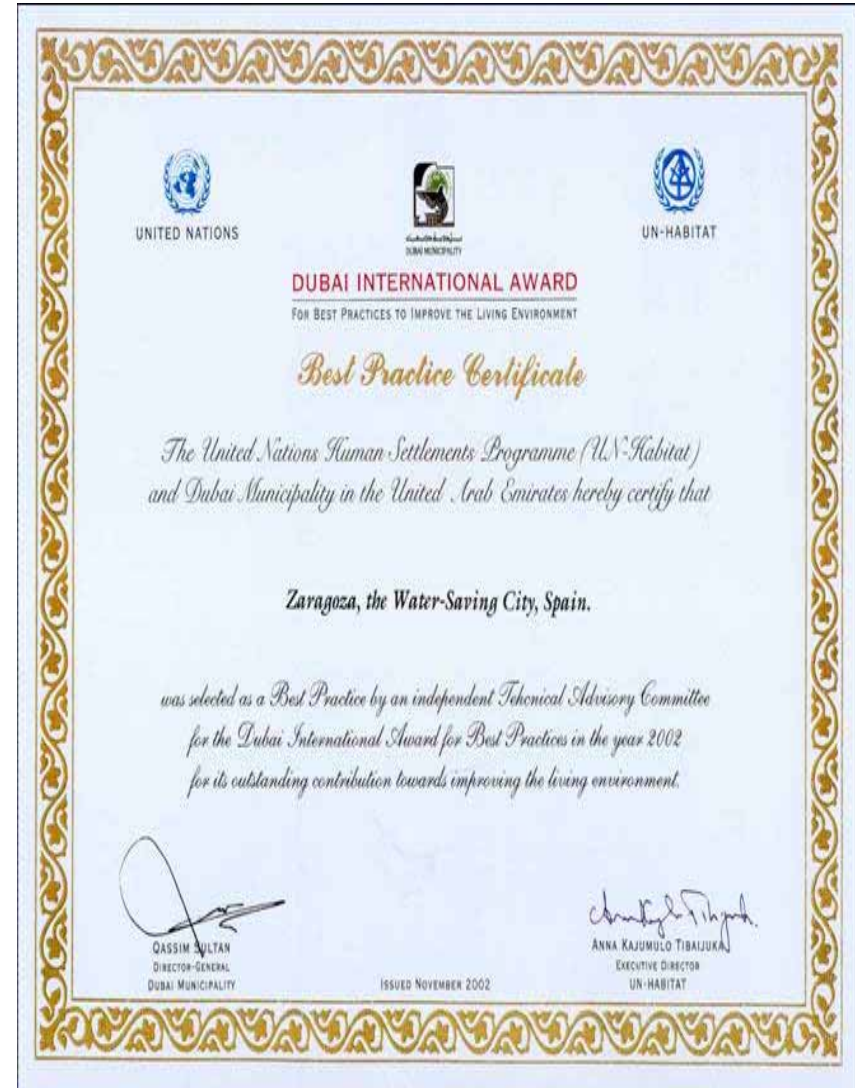 UNITED NATIONS
DUBAI MUNICIPALITY
UN-HABITAT
DUBAI INTERNATIONAL AWARD
FOR BEST PRACTICES TO IMPROVE THE LIVING ENVIRONMENT
Best Practice Certificate
The United Nations Human Settlements Programme (UN-Habitat)
and Dubai Municipality in the United Arab Emirates hereby certify that
Zaragoza, the Water-Saving City, Spain.
was selected as a Best Practice by an independent Tehcnical Advisory Committee
for the Dubai International Award for Best Practices in the year 2002
for its outstanding contribution towards improving the living environment.
QASSIM SULTAN
DIRECTOR-GENERAL
DUBAI MUNICIPALITY
ISSUED NOVEMBER 2002
ANNA KAJUMULO TIBAIJUKA
EXECUTIVE DIRECTOR
UN-HABITAT